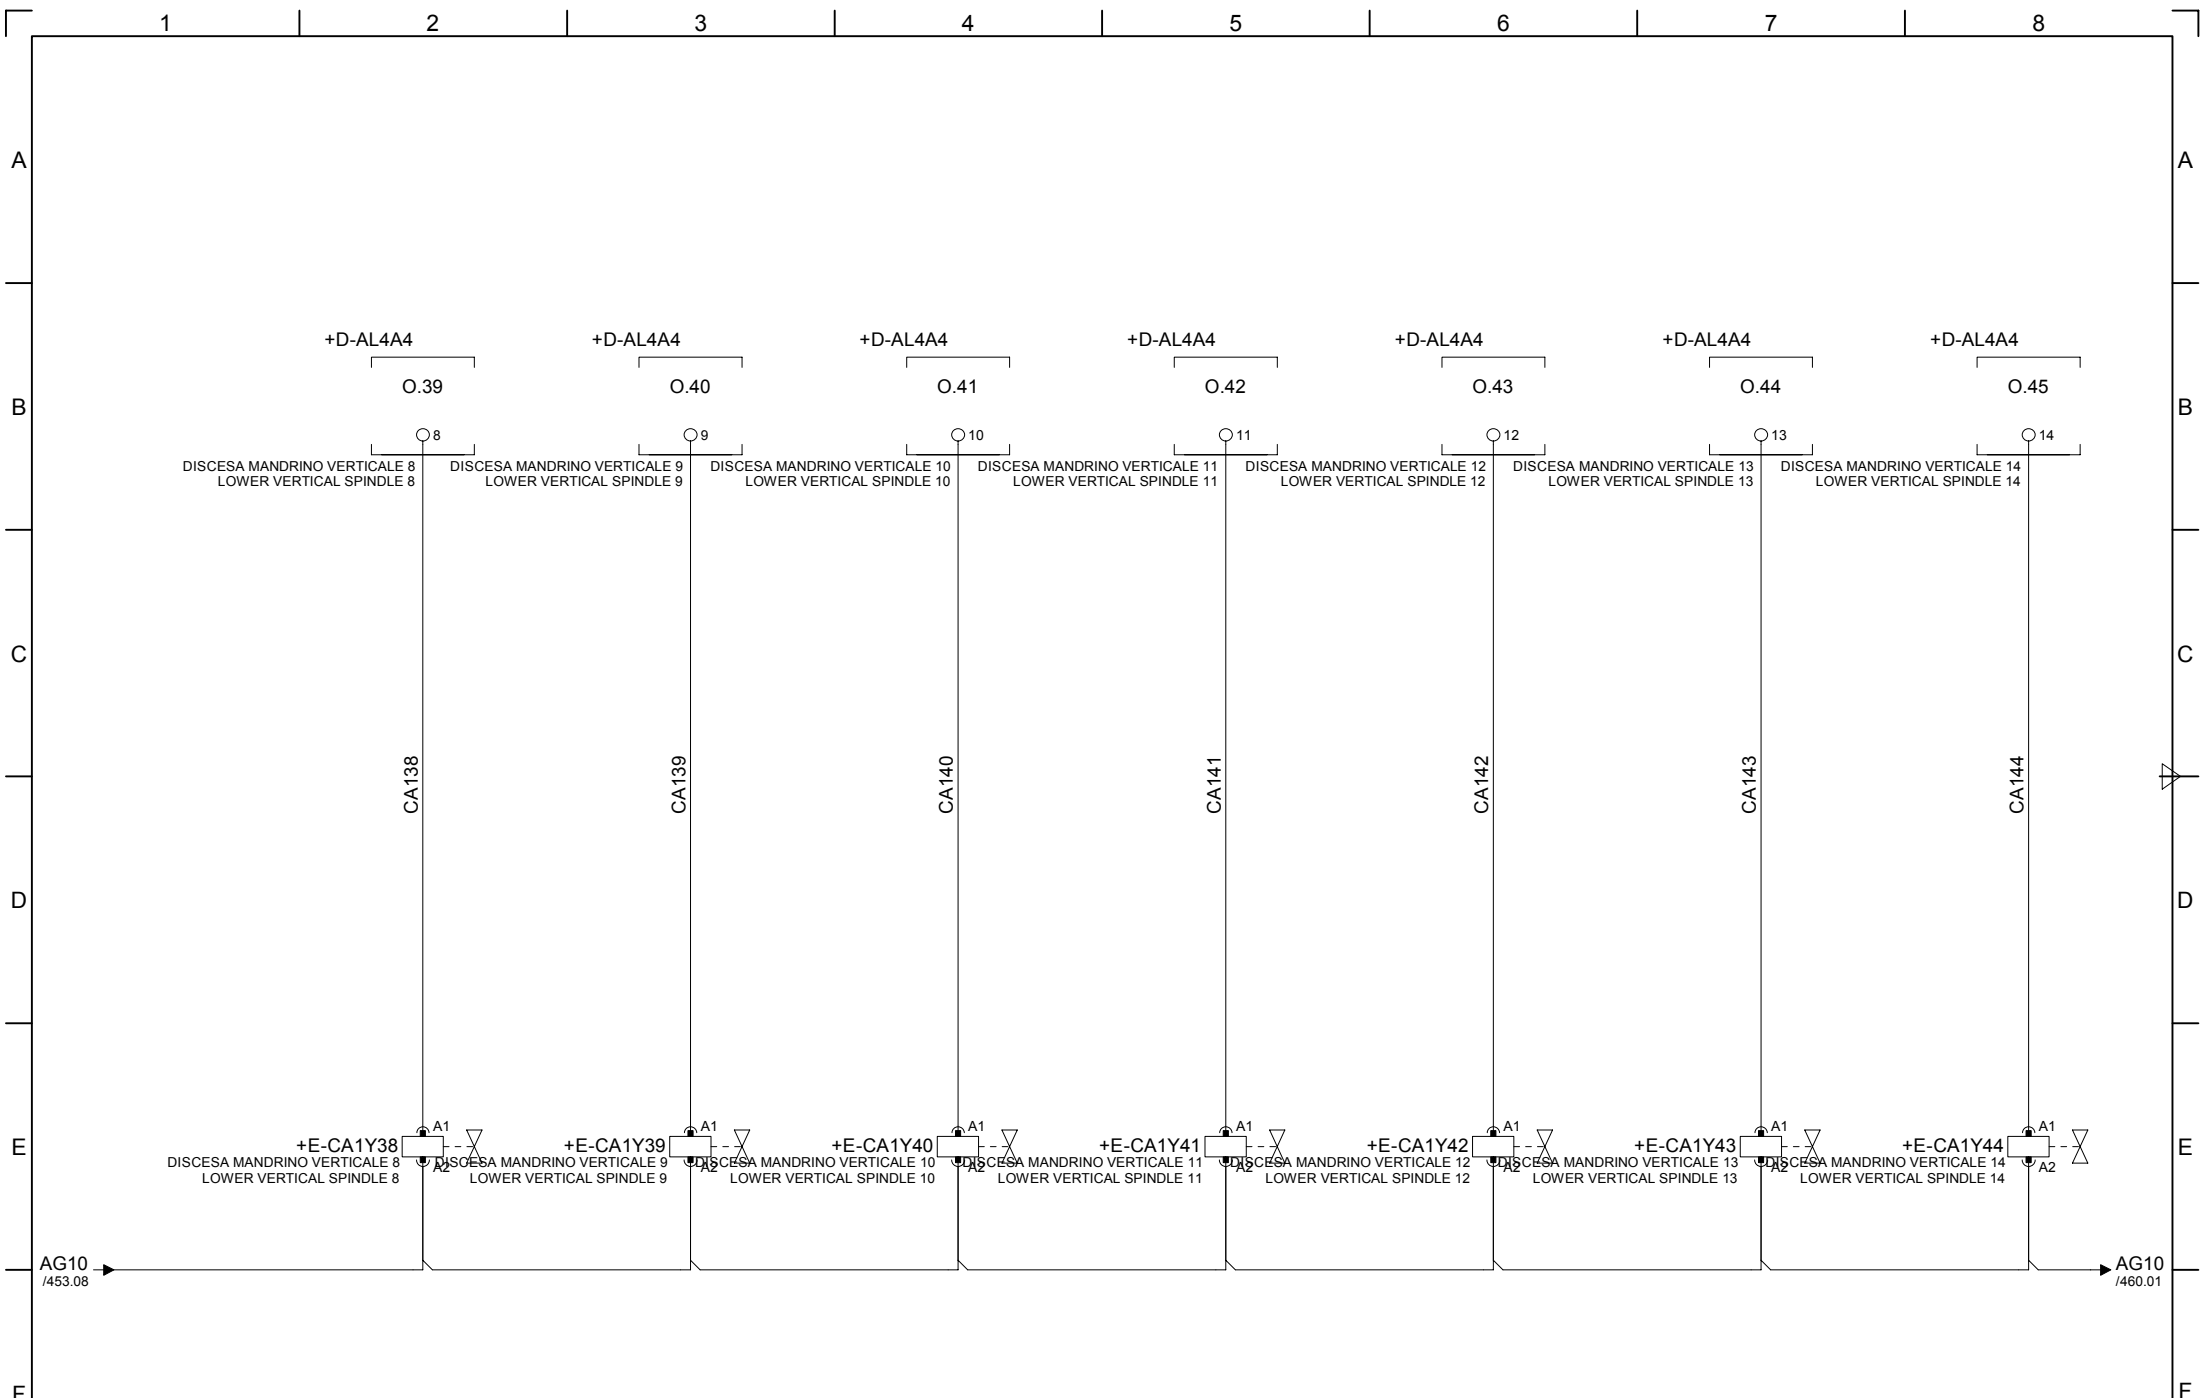 1 2 3 4 5 6 7 8
A A
+D-AL4A4 +D-AL4A4 +D-AL4A4 +D-AL4A4 +D-AL4A4 +D-AL4A4 +D-AL4A4
O.39 O.40 O.41 O.42 O.43 O.44 O.45
B B
8 9 10 11 12 13 14
DISCESA MANDRINO VERTICALE 8 DISCESA MANDRINO VERTICALE 9 DISCESA MANDRINO VERTICALE 10 DISCESA MANDRINO VERTICALE 11 DISCESA MANDRINO VERTICALE 12 DISCESA MANDRINO VERTICALE 13 DISCESA MANDRINO VERTICALE 14
LOWER VERTICAL SPINDLE 8 LOWER VERTICAL SPINDLE 9 LOWER VERTICAL SPINDLE 10 LOWER VERTICAL SPINDLE 11 LOWER VERTICAL SPINDLE 12 LOWER VERTICAL SPINDLE 13 LOWER VERTICAL SPINDLE 14
C C
CA138 CA139 CA140 CA141 CA142 CA143 CA144
D D
A1 A1 A1 A1 A1 A1 A1
E +E-CA1Y38 +E-CA1Y39 +E-CA1Y40 +E-CA1Y41 +E-CA1Y42 +E-CA1Y43 +E-CA1Y44 E
DISCESA MANDRINO VERTICALE 8 A2 DISCESA MANDRINO VERTICALE 9 A2 DISCESA MANDRINO VERTICALE 10 A2 DISCESA MANDRINO VERTICALE 11 A2 DISCESA MANDRINO VERTICALE 12 A2 DISCESA MANDRINO VERTICALE 13 A2 DISCESA MANDRINO VERTICALE 14 A2
LOWER VERTICAL SPINDLE 8 LOWER VERTICAL SPINDLE 9 LOWER VERTICAL SPINDLE 10 LOWER VERTICAL SPINDLE 11 LOWER VERTICAL SPINDLE 12 LOWER VERTICAL SPINDLE 13 LOWER VERTICAL SPINDLE 14
AG10 AG10
/453.08 /460.01
F F